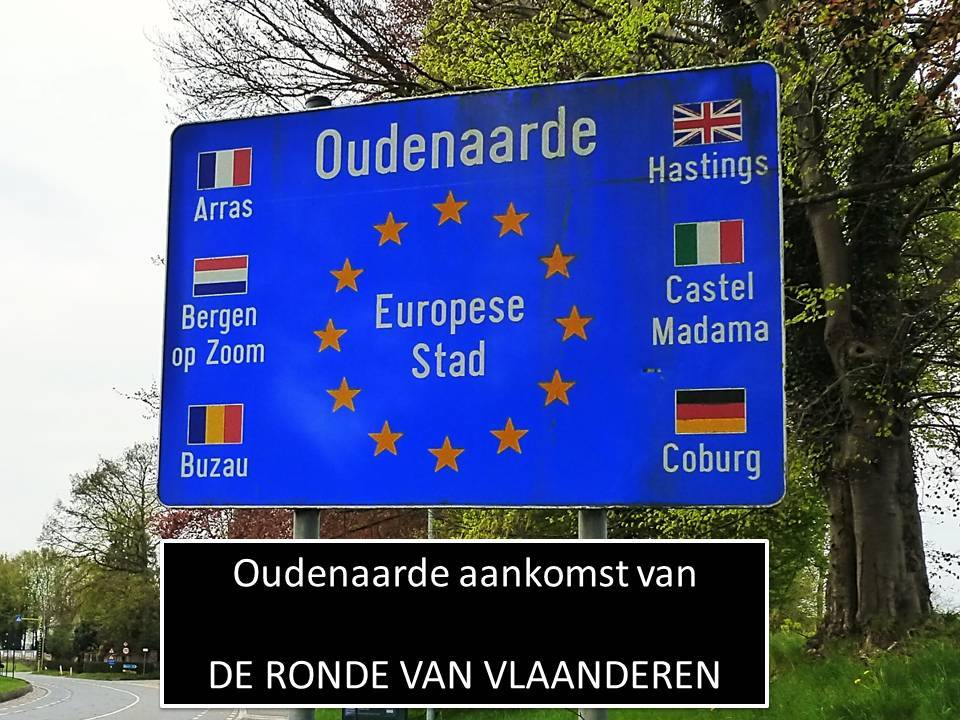 Oudenaarde
Arras
Bergen
op Zoom
Buzau
Europese
Stad
Hastings
Castel
Madama
Coburg
Oudenaarde aankomst van
DE RONDE VAN VLAANDEREN